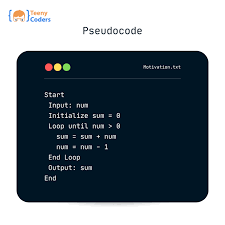 Teeny
Coders
Pseudocode
Motivation.txt
Start
Input: num
Initialize sum = 0
Loop until num > 0
sum = sum + num
num = num - 1
End Loop
Output: sum
End